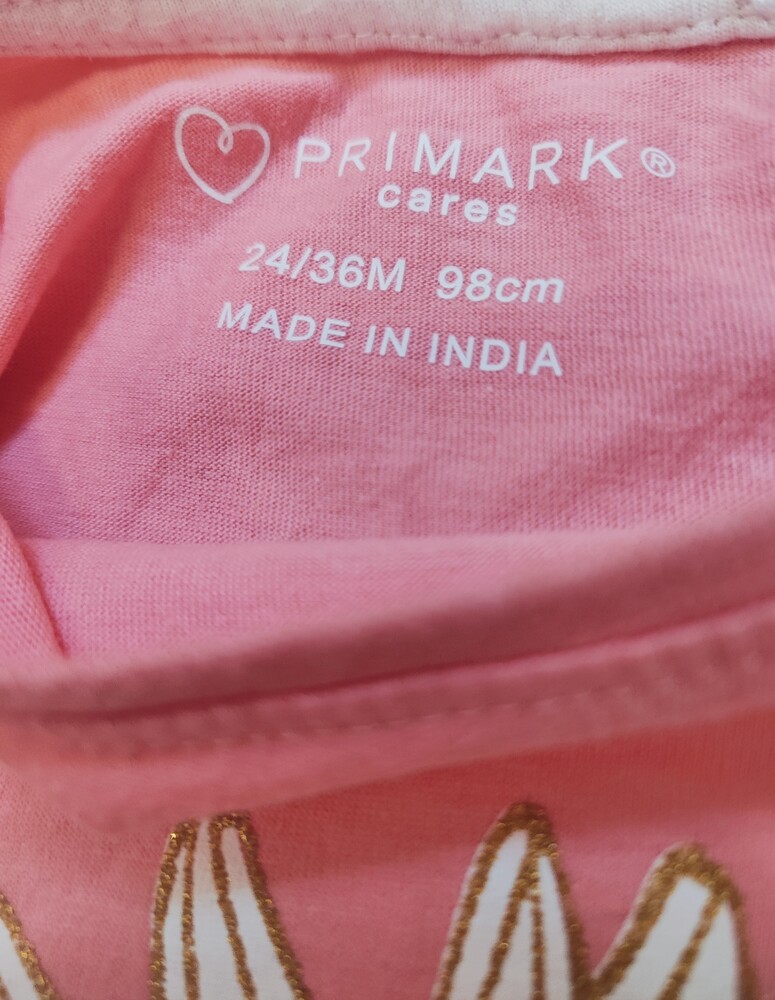 PRIMARK®
cares
24/36M 98cm
MADE IN INDIA